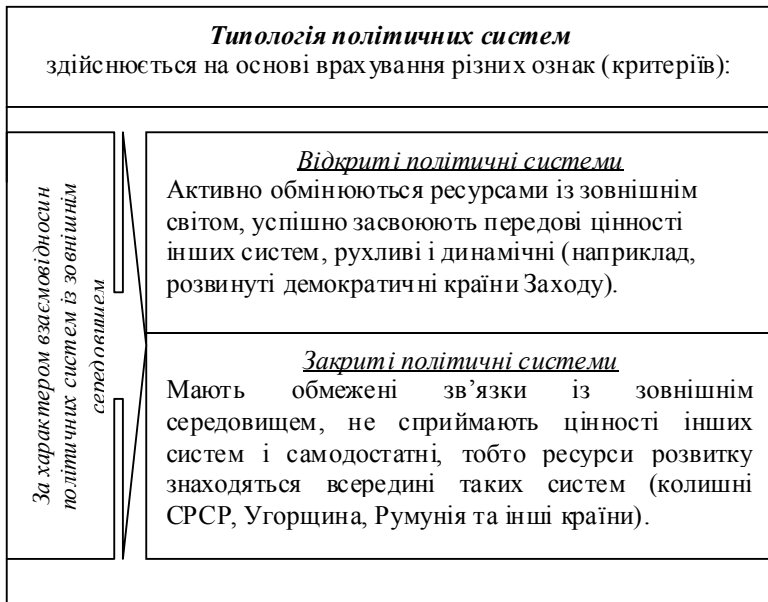 Типологія політичних систем
здійснюється на основі врахування різних ознак (критеріїв):
За характером взаємовідносин
політичних систем із зовнішнім
середовищем
Відкриті політичні системи
Активно обмінюються ресурсами із зовнішнім
світом, успішно засвоюють передові цінності
інших систем, рухливі і динамічні (наприклад,
розвинуті демократичні країни Заходу).
Закриті політичні системи
Мають обмежені зв’язки із зовнішнім
середовищем, не сприймають цінності інших
систем і самодостатні, тобто ресурси розвитку
знаходяться всередині таких систем (колишні
СРСР, Угорщина, Румунія та інші країни).